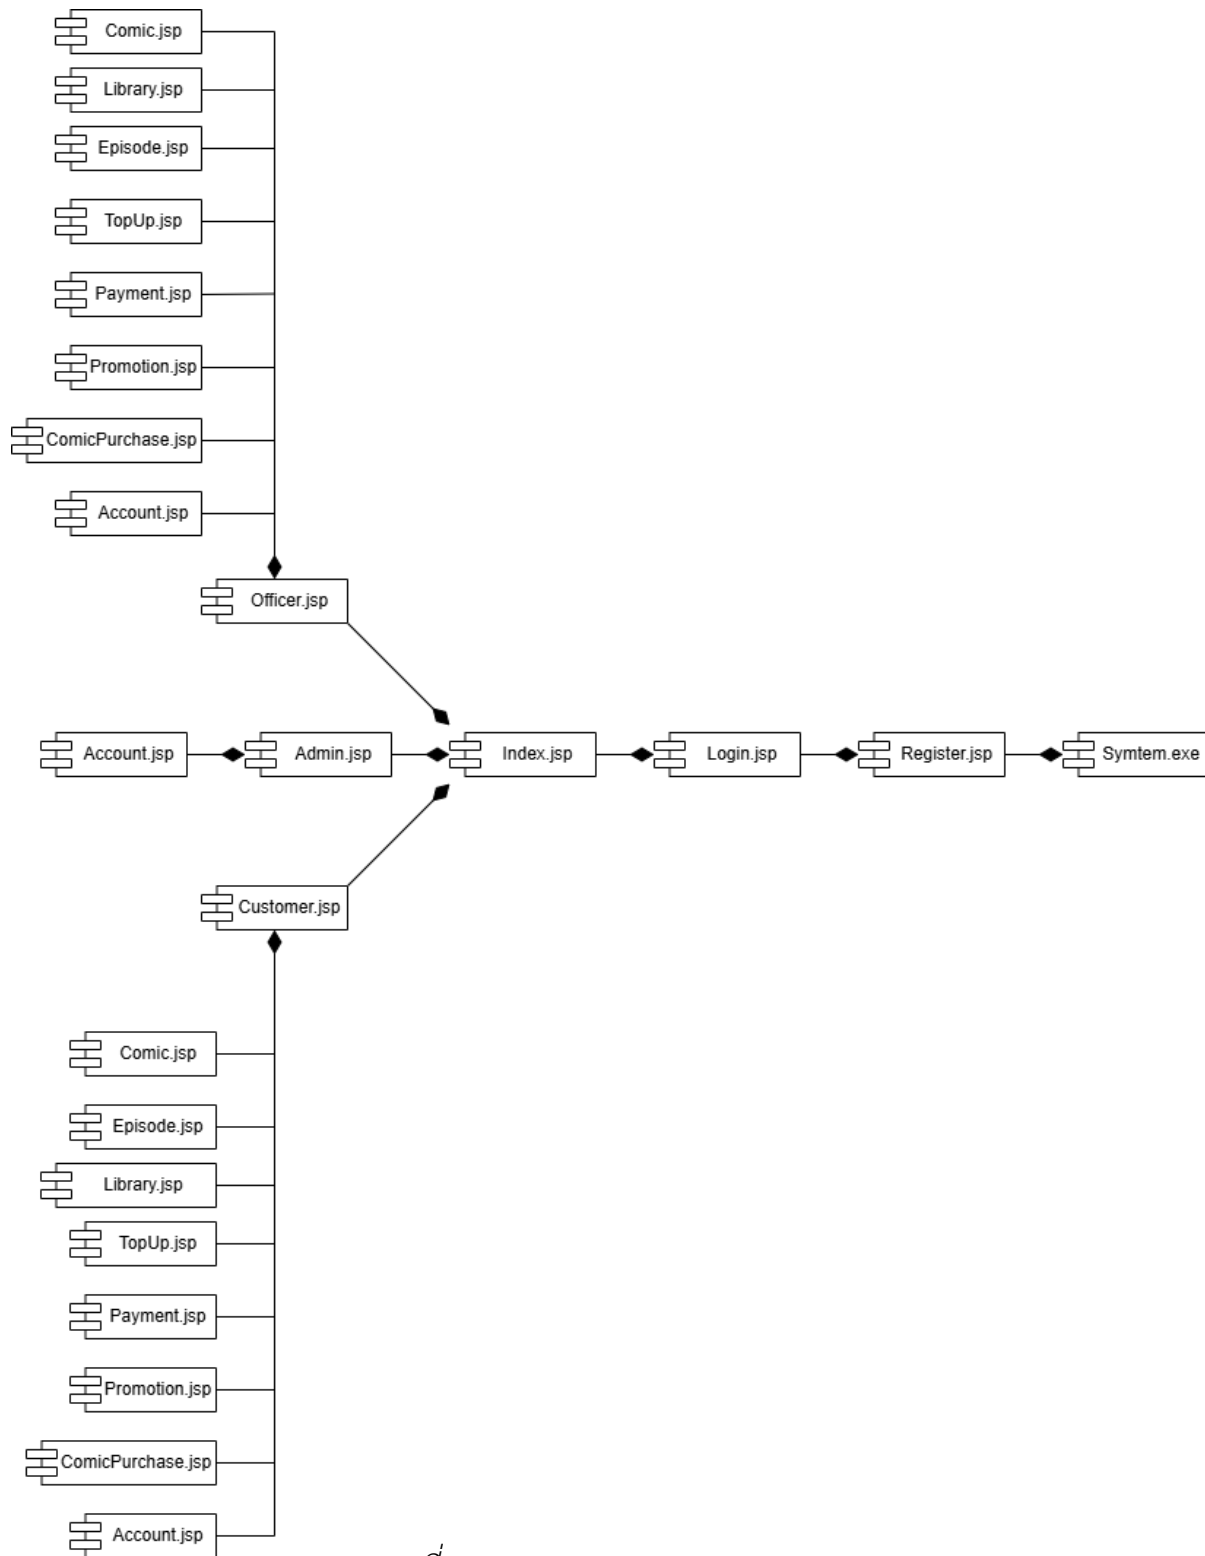 Comic.jsp
Library.jsp
Episode.jsp
TopUp.jsp
Payment.jsp
Promotion.jsp
ComicPurchase.jsp
Account.jsp
Officer.jsp
Account.jsp
Admin.jsp
Index.jsp
Login.jsp
Register.jsp
Symtem.exe
Customer.jsp
Comic.jsp
Episode.jsp
Library.jsp
TopUp.jsp
Payment.jsp
Promotion.jsp
ComicPurchase.jsp
Account.jsp